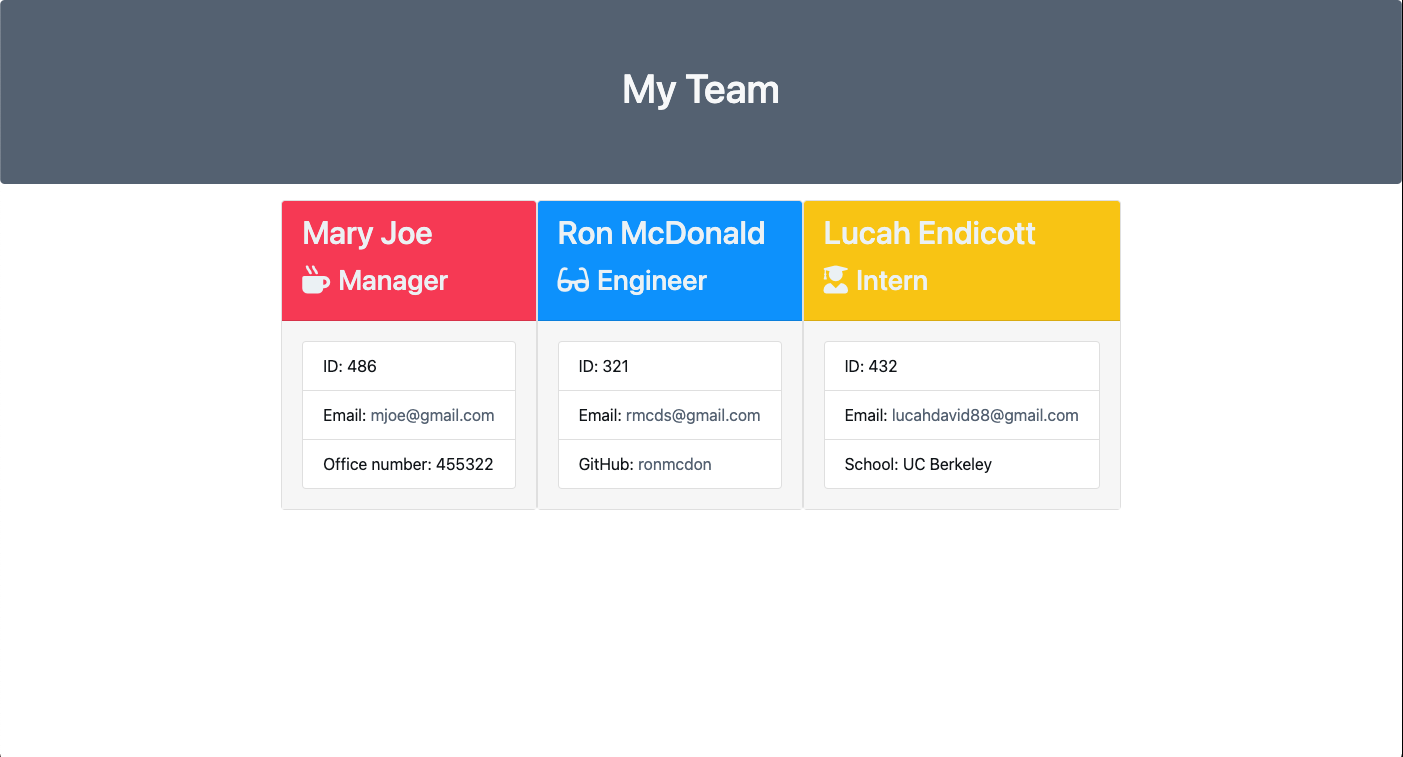 My Team
Mary Joe
Manager
ID: 486
Email: mjoe@gmail.com
Office number: 455322
Ron McDonald
Engineer
ID: 321
Email: rmcds@gmail.com
GitHub: ronmcdon
Lucah Endicott
Intern
ID: 432
Email: lucahdavid88@gmail.com
School: UC Berkeley